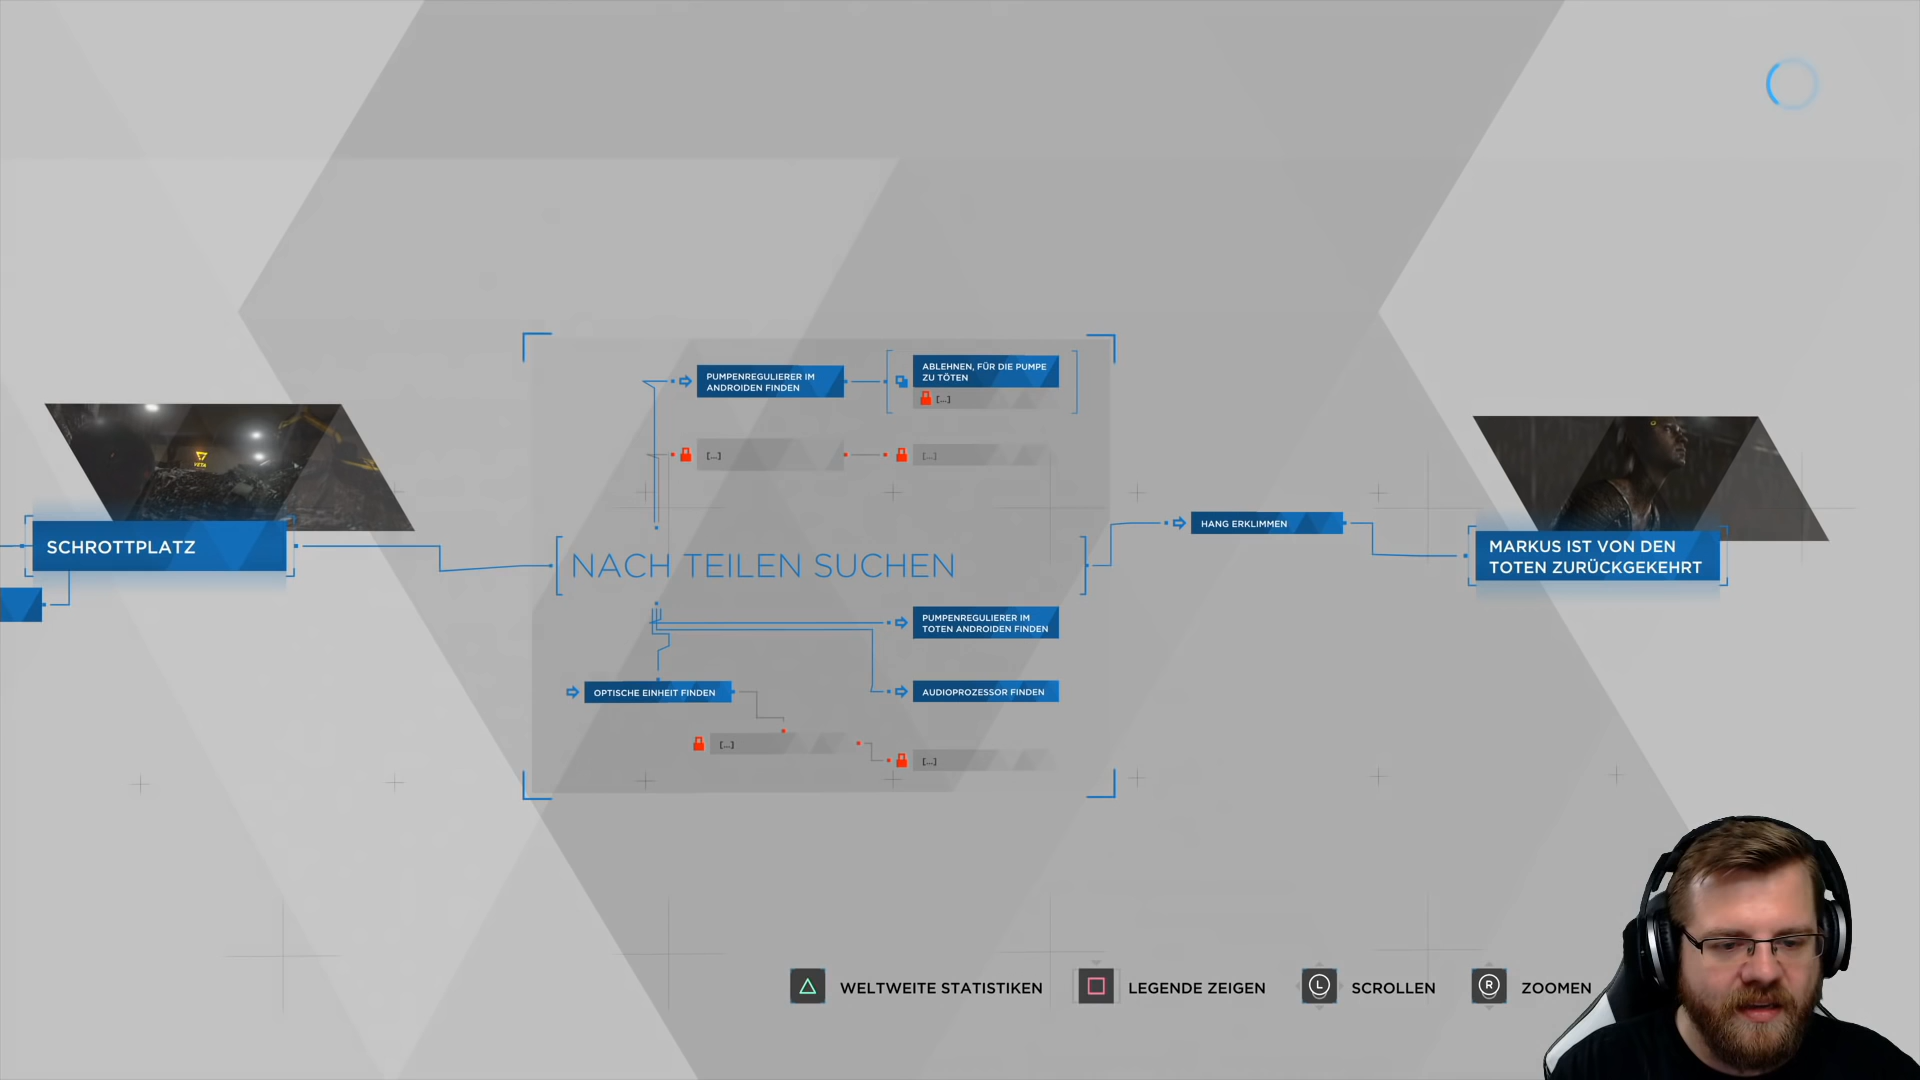 ABLEHNEN, FÜR DIE PUMPE
ZU TÖTEN
PUMPENREGULIERER IM
ANDROIDEN FINDEN
[...]
[...]
[...]
SCHROTTPLATZ
NACH TEILEN SUCHEN
HANG ERKLIMMEN
MARKUS IST VON DEN
TOTEN ZURÜCKGEKEHRT
PUMPENREGULIERER IM
TOTEN ANDROIDEN FINDEN
OPTISCHE EINHEIT FINDEN
AUDIOPROZESSOR FINDEN
[...]
[...]
WELTWEITE STATISTIKEN
LEGENDE ZEIGEN
L
SCROLLEN
R
ZOOMEN